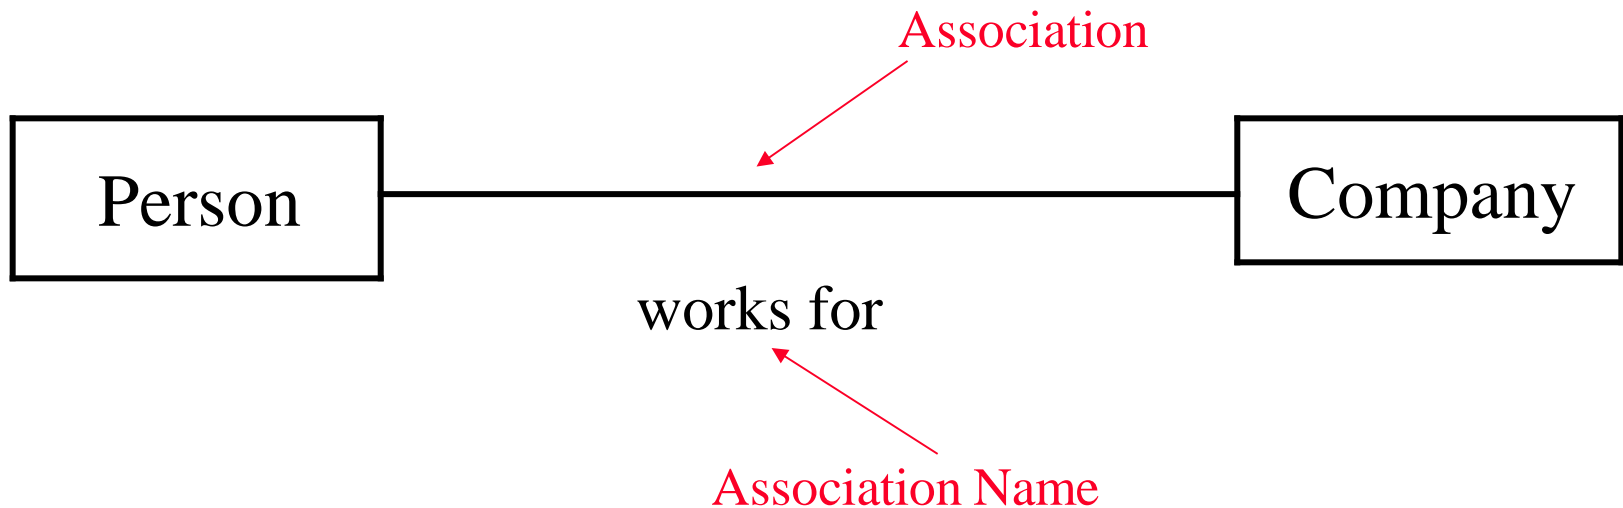 Association
Person
Company
works for
Association Name